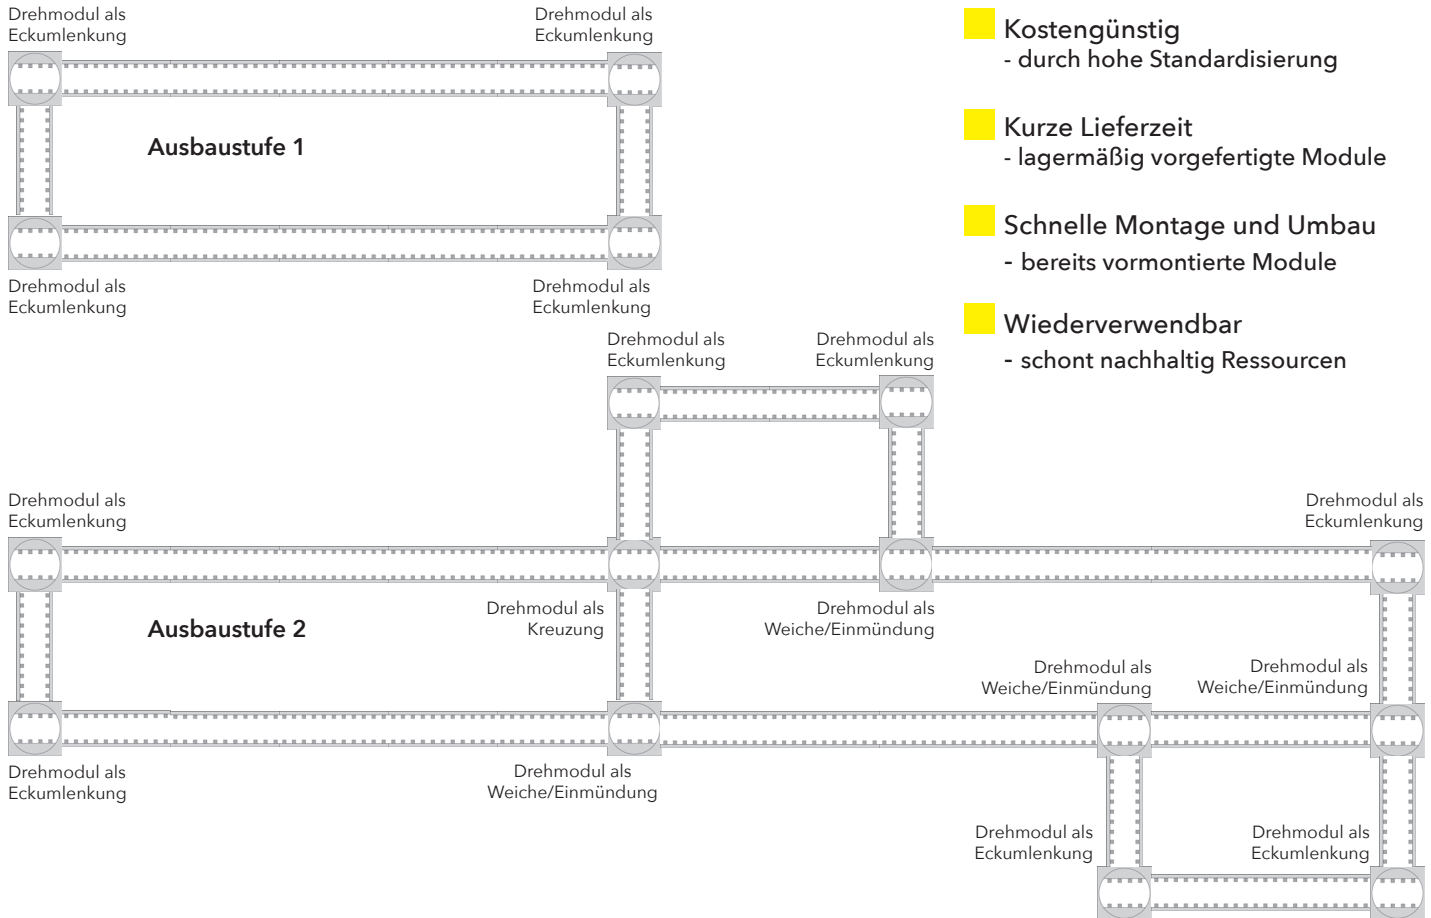 Drehmodul als
Eckumlenkung
Drehmodul als
Eckumlenkung
Ausbaustufe 1
Drehmodul als
Eckumlenkung
Drehmodul als
Eckumlenkung
Kostengünstig
- durch hohe Standardisierung
Kurze Lieferzeit
- lagermäßig vorgefertigte Module
Schnelle Montage und Umbau
- bereits vormontierte Module
Wiederverwendbar
- schont nachhaltig Ressourcen
Drehmodul als
Eckumlenkung
Drehmodul als
Eckumlenkung
Drehmodul als
Eckumlenkung
Drehmodul als
Eckumlenkung
Ausbaustufe 2
Drehmodul als
Kreuzung
Drehmodul als
Weiche/Einmündung
Drehmodul als
Weiche/Einmündung
Drehmodul als
Weiche/Einmündung
Drehmodul als
Eckumlenkung
Drehmodul als
Weiche/Einmündung
Drehmodul als
Eckumlenkung
Drehmodul als
Eckumlenkung